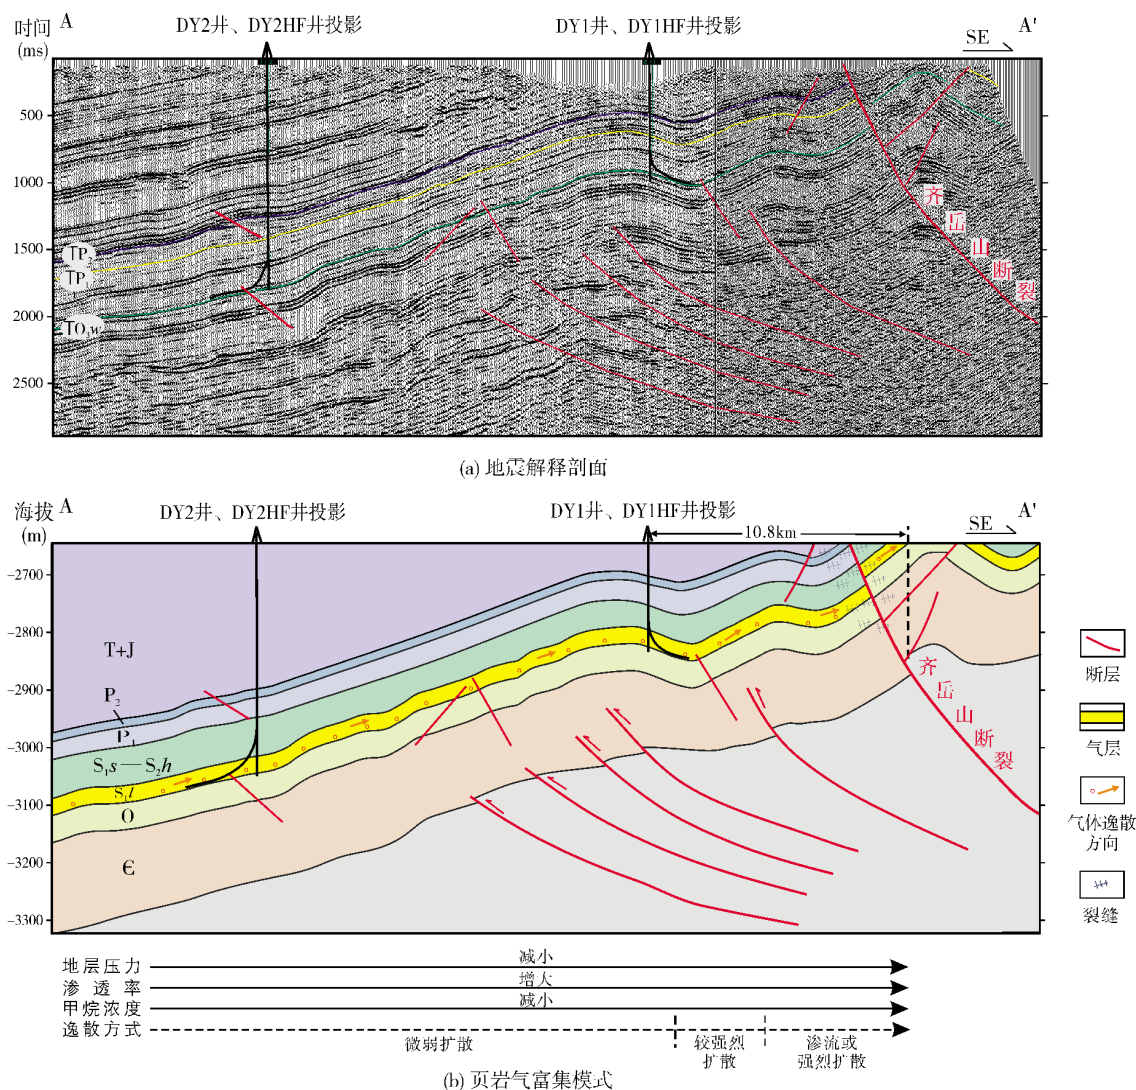 时间
(ms)
A
DY2井、DY2HF井投影
DY1井、DY1HF井投影
A'
SE
500
1000
1500
2000
2500
TP₂
TP₁
TO₃w
齐岳山断裂
(a) 地震解释剖面
海拔
(m)
A
DY2井、DY2HF井投影
DY1井、DY1HF井投影
A'
SE
10.8km
-2700
-2800
-2900
-3000
-3100
-3200
-3300
T+J
P₂
P₁
S₁s—S₂h
S₁l
O
Є
齐岳山断裂
断层
气层
气体逸散
方向
裂缝
地层压力
减小
渗透率
增大
甲烷浓度
减小
逸散方式
微弱扩散
较强烈
扩散
渗流或
强烈扩散
(b) 页岩气富集模式